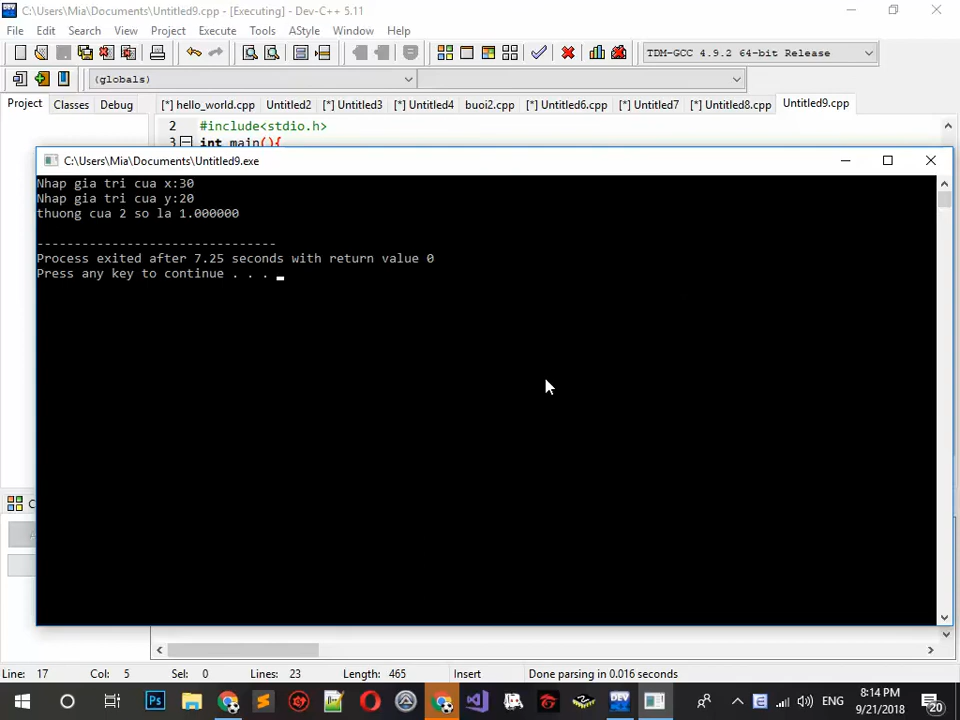 C:\Users\Mia\Documents\Untitled9.cpp - [Executing] - Dev-C++ 5.11
File Edit Search View Project Execute Tools AStyle Window Help
TDM-GCC 4.9.2 64-bit Release
(globals)
Project Classes Debug [*] hello_world.cpp Untitled2 [*] Untitled3 [*] Untitled4 buoi2.cpp [*] Untitled6.cpp [*] Untitled7 [*] Untitled8.cpp Untitled9.cpp
2 #include<stdio.h>
3 int main(){
C:\Users\Mia\Documents\Untitled9.exe
Nhap gia tri cua x:30
Nhap gia tri cua y:20
thuong cua 2 so la 1.000000
--------------------------------
Process exited after 7.25 seconds with return value 0
Press any key to continue . . .
Line: 17 Col: 5 Sel: 0 Lines: 23 Length: 465 Insert Done parsing in 0.016 seconds
ENG 8:14 PM
9/21/2018
20